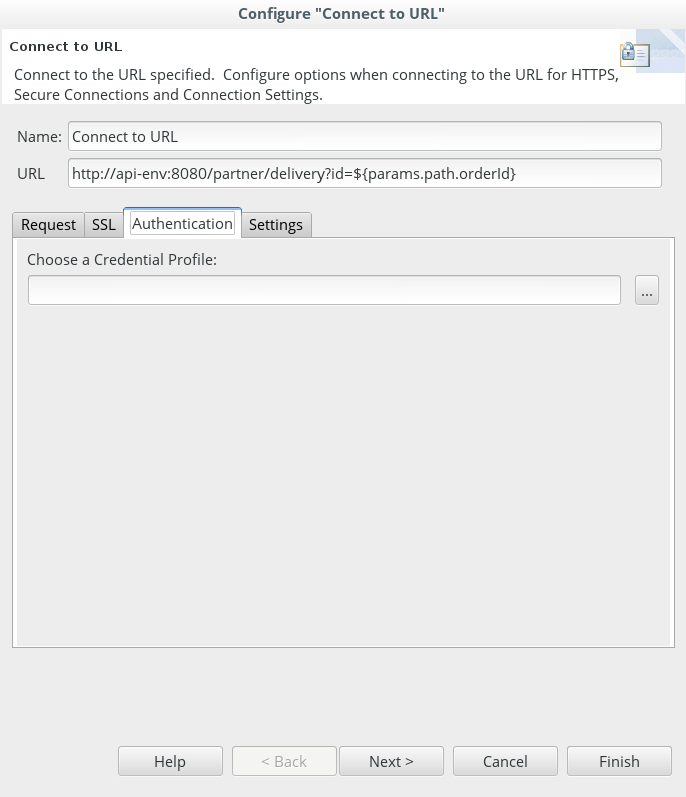 Configure "Connect to URL"
Connect to URL
Connect to the URL specified.  Configure options when connecting to the URL for HTTPS,
Secure Connections and Connection Settings.
Name: Connect to URL
URL http://api-env:8080/partner/delivery?id=${params.path.orderId}
Request SSL Authentication Settings
Choose a Credential Profile:
...
Help < Back Next > Cancel Finish